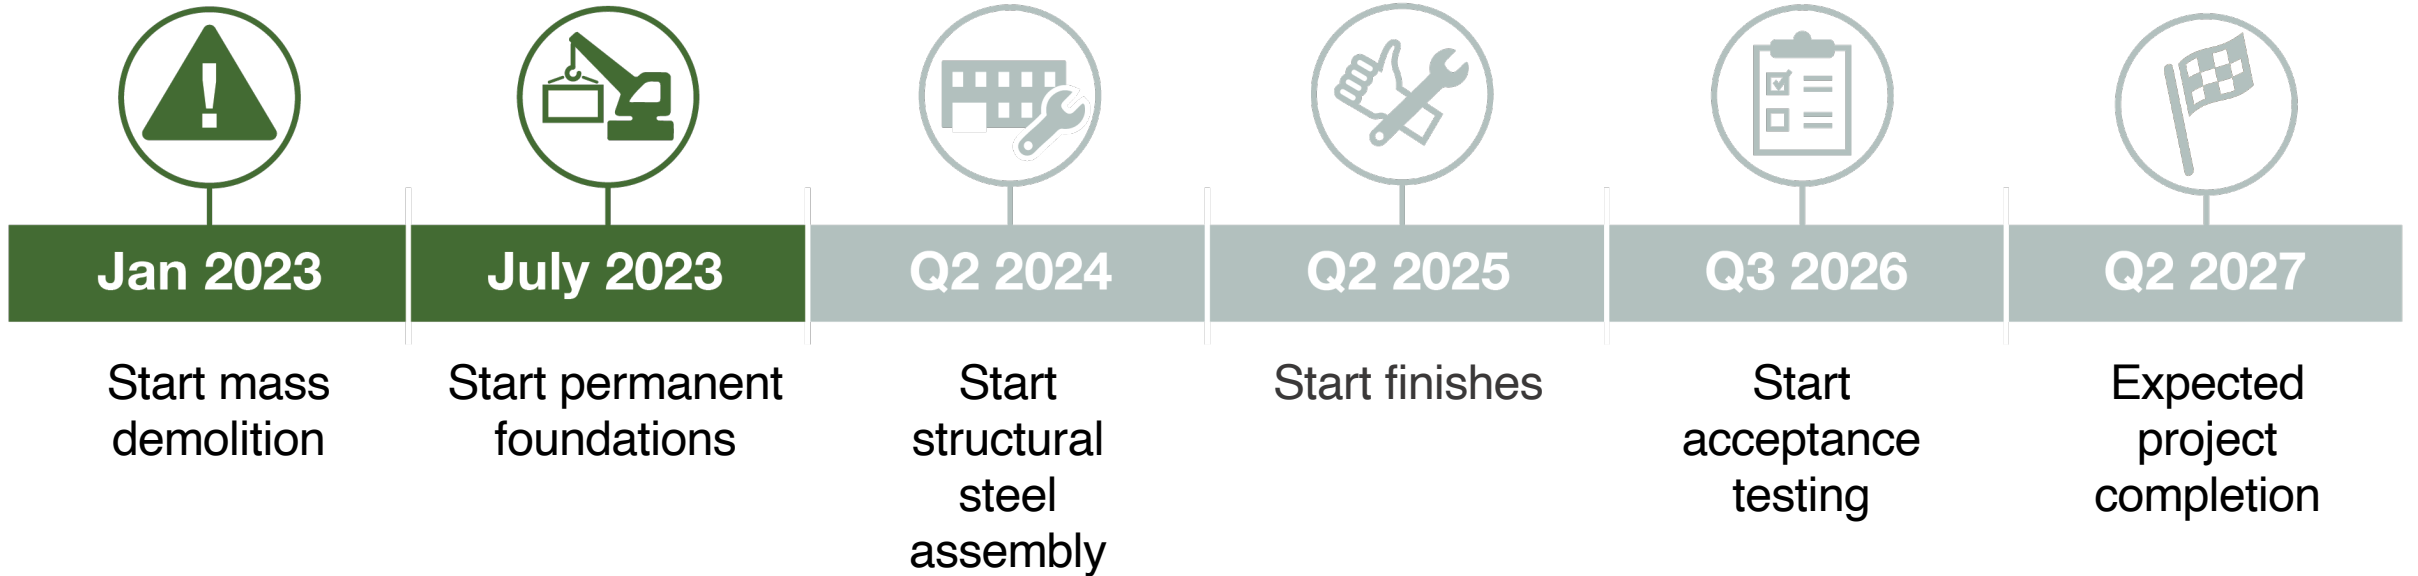 Jan 2023
July 2023
Q2 2024
Q2 2025
Q3 2026
Q2 2027
Start mass
demolition
Start permanent
foundations
Start
structural
steel
assembly
Start finishes
Start
acceptance
testing
Expected
project
completion